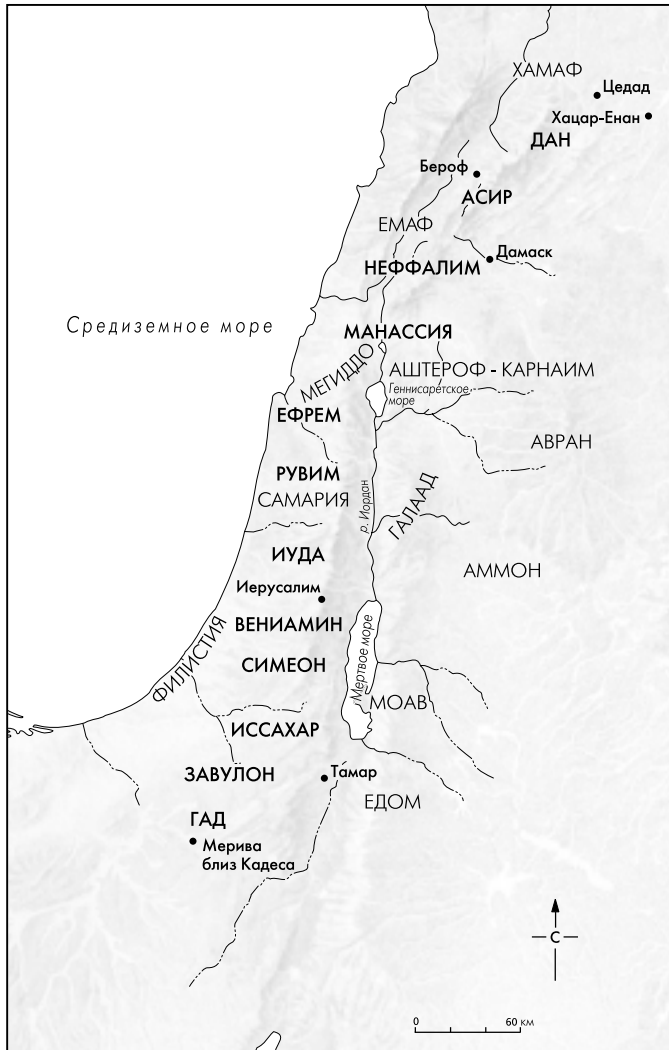 ХАМАФ
Цедад
Хацар-Енан
ДАН
Бероф
АСИР
ЕМАФ
Дамаск
НЕФФАЛИМ
Средиземное море
МАНАССИЯ
МЕГИДДО
АШТЕРОФ - КАРНАИМ
Геннисаретское
море
ЕФРЕМ
АВРАН
РУВИМ
САМАРИЯ
р. Иордан
ГАЛААД
ИУДА
АММОН
Иерусалим
ВЕНИАМИН
ФИЛИСТИЯ
СИМЕОН
Мертвое море
МОАВ
ИССАХАР
ЗАВУЛОН
Тамар
ЕДОМ
ГАД
Мерива
близ Кадеса
С
0 60 км